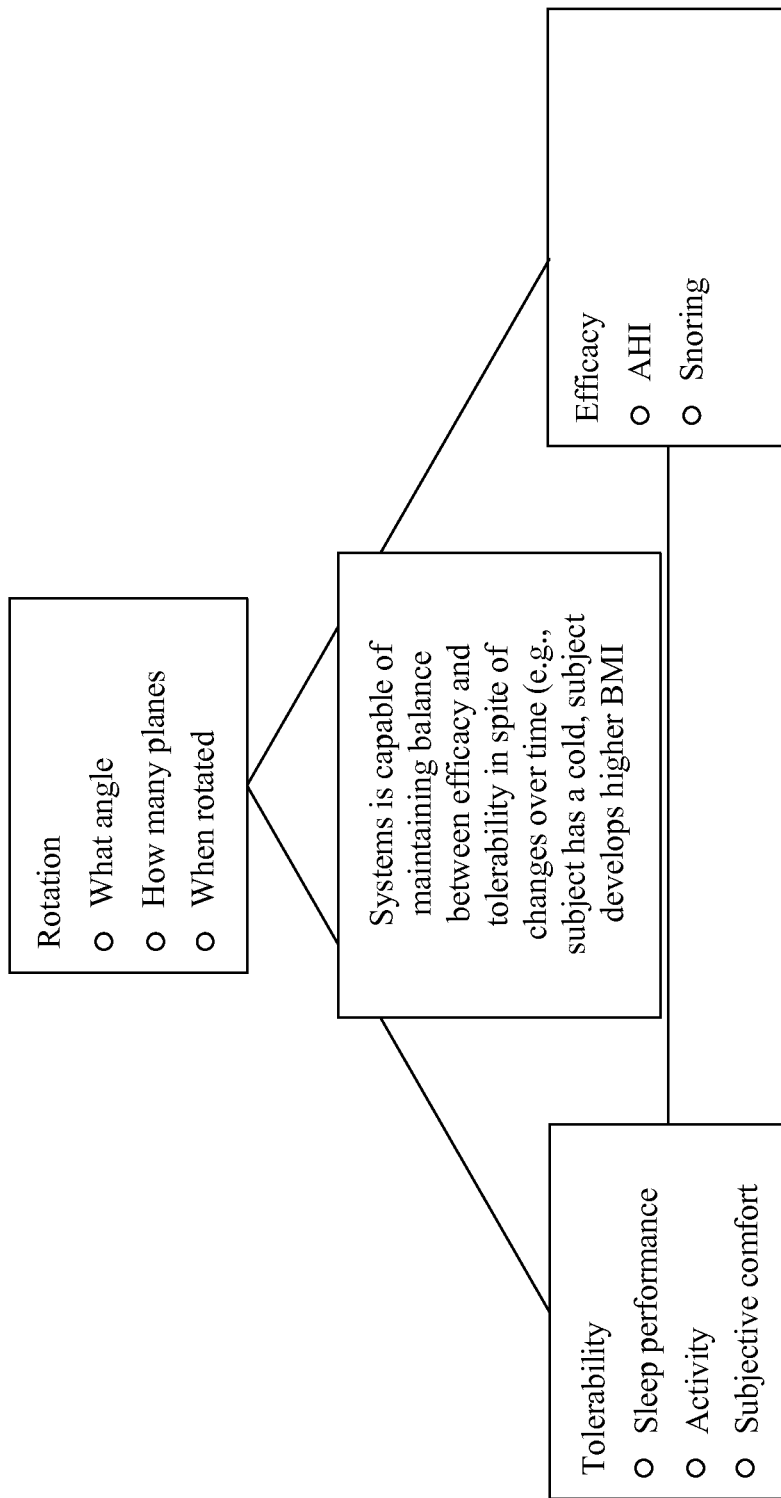 Rotation
○ What angle
○ How many planes
○ When rotated
Systems is capable of
maintaining balance
between efficacy and
tolerability in spite of
changes over time (e.g.,
subject has a cold, subject
develops higher BMI
Tolerability
○ Sleep performance
○ Activity
○ Subjective comfort
Efficacy
○ AHI
○ Snoring